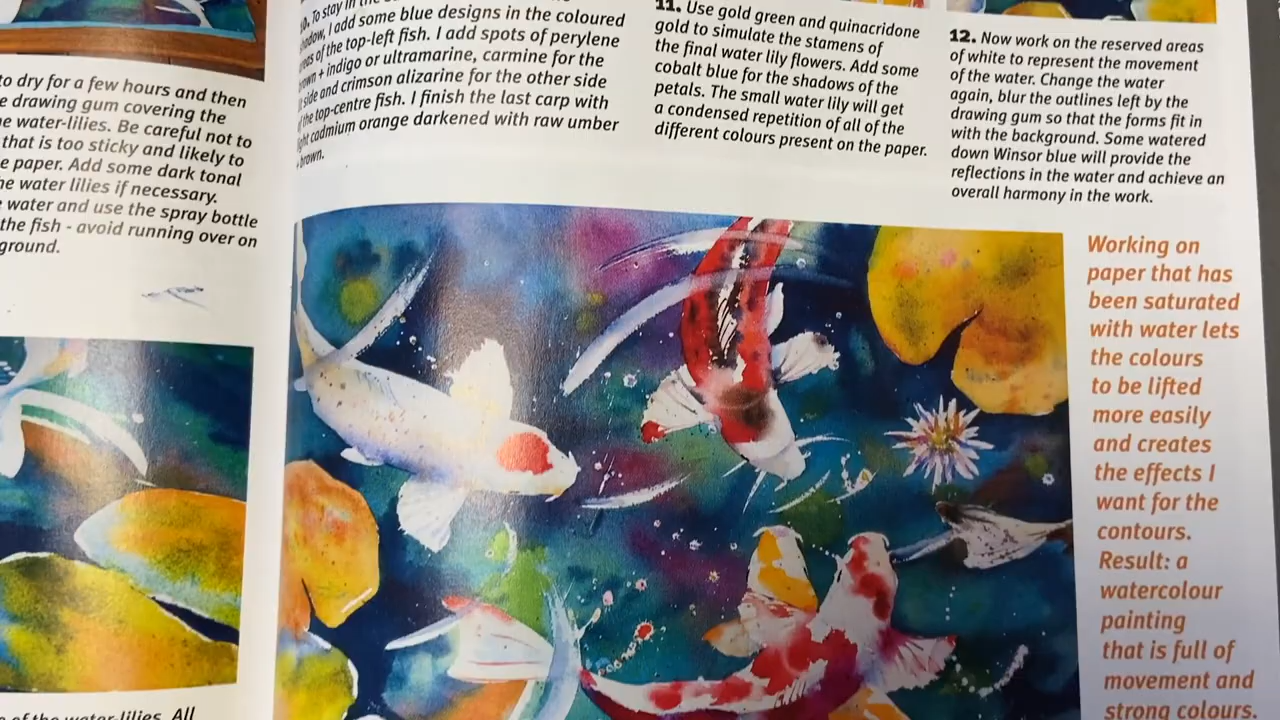 to dry for a few hours and then
drawing gum covering the
water-lilies. Be careful not to
that is too sticky and likely to
paper. Add some dark tonal
water lilies if necessary.
water and use the spray bottle
the fish - avoid running over on
ground.
of the water-lilies. All
To stay in the
I add some blue designs in the coloured
of the top-left fish. I add spots of perylene
+ indigo or ultramarine, carmine for the
side and crimson alizarine for the other side
the top-centre fish. I finish the last carp with
cadmium orange darkened with raw umber
brown.
11. Use gold green and quinacridone
gold to simulate the stamens of
the final water lily flowers. Add some
cobalt blue for the shadows of the
petals. The small water lily will get
a condensed repetition of all of the
different colours present on the paper.
12. Now work on the reserved areas
of white to represent the movement
of the water. Change the water
again, blur the outlines left by the
drawing gum so that the forms fit in
with the background. Some watered
down Winsor blue will provide the
reflections in the water and achieve an
overall harmony in the work.
Working on
paper that has
been saturated
with water lets
the colours
to be lifted
more easily
and creates
the effects I
want for the
contours.
Result: a
watercolour
painting
that is full of
movement and
strong colours.